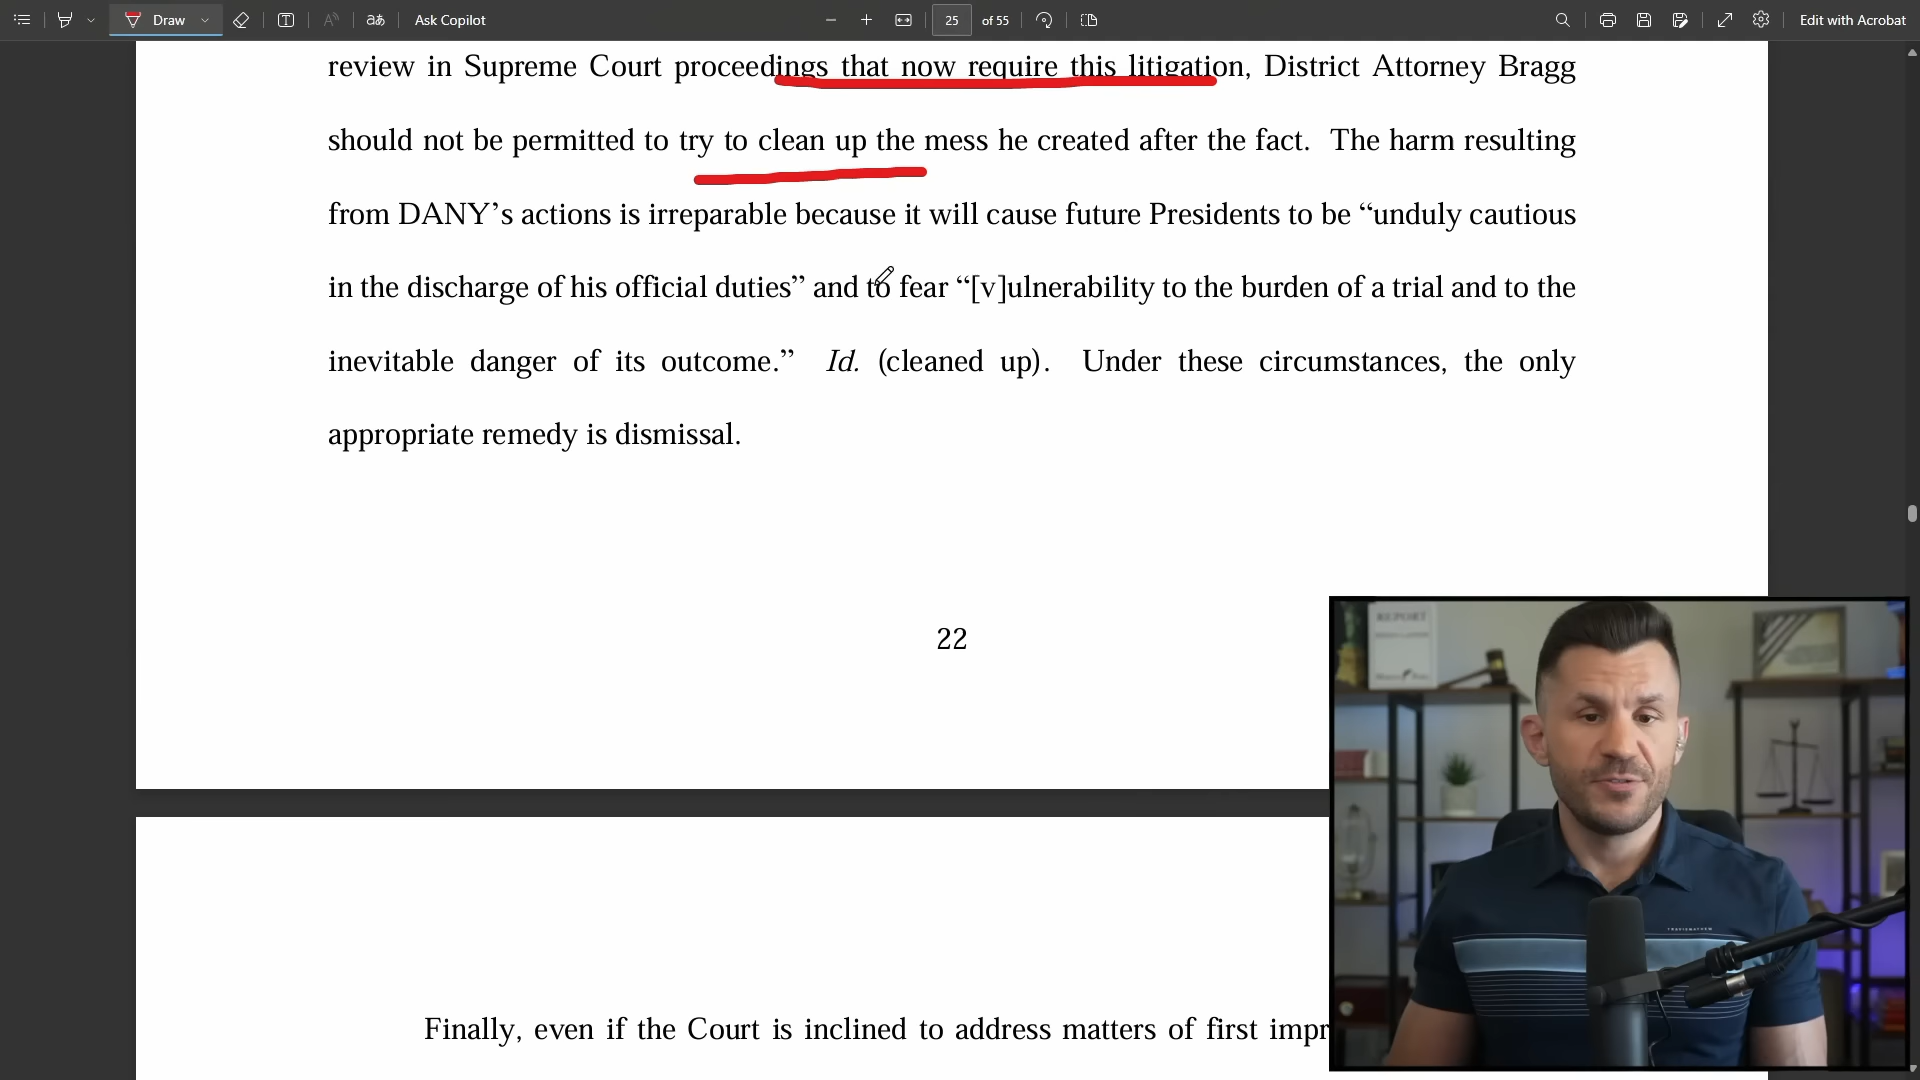 Draw
Ask Copilot
25 of 55
Edit with Acrobat
review in Supreme Court proceedings that now require this litigation, District Attorney Bragg
should not be permitted to try to clean up the mess he created after the fact. The harm resulting
from DANY’s actions is irreparable because it will cause future Presidents to be “unduly cautious
in the discharge of his official duties” and to fear “[v]ulnerability to the burden of a trial and to the
inevitable danger of its outcome.” Id. (cleaned up). Under these circumstances, the only
appropriate remedy is dismissal.
22
REPORT
Finally, even if the Court is inclined to address matters of first impr